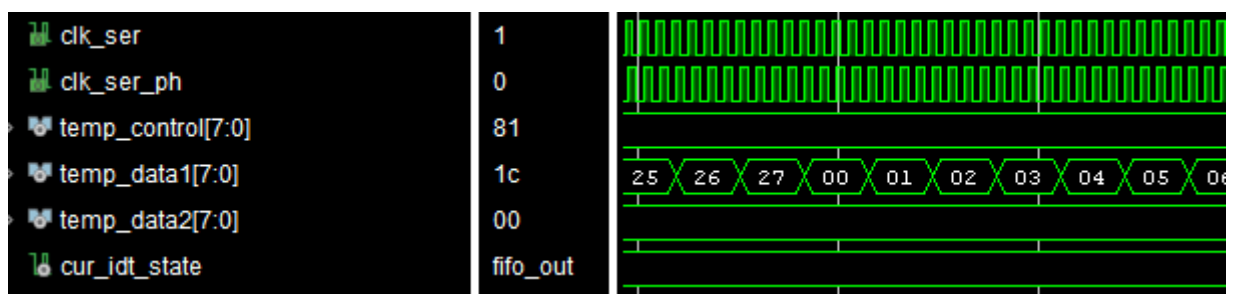 clk_ser 1
clk_ser_ph 0
temp_control[7:0] 81
temp_data1[7:0] 1c 25 26 27 00 01 02 03 04 05
temp_data2[7:0] 00
cur_idt_state fifo_out